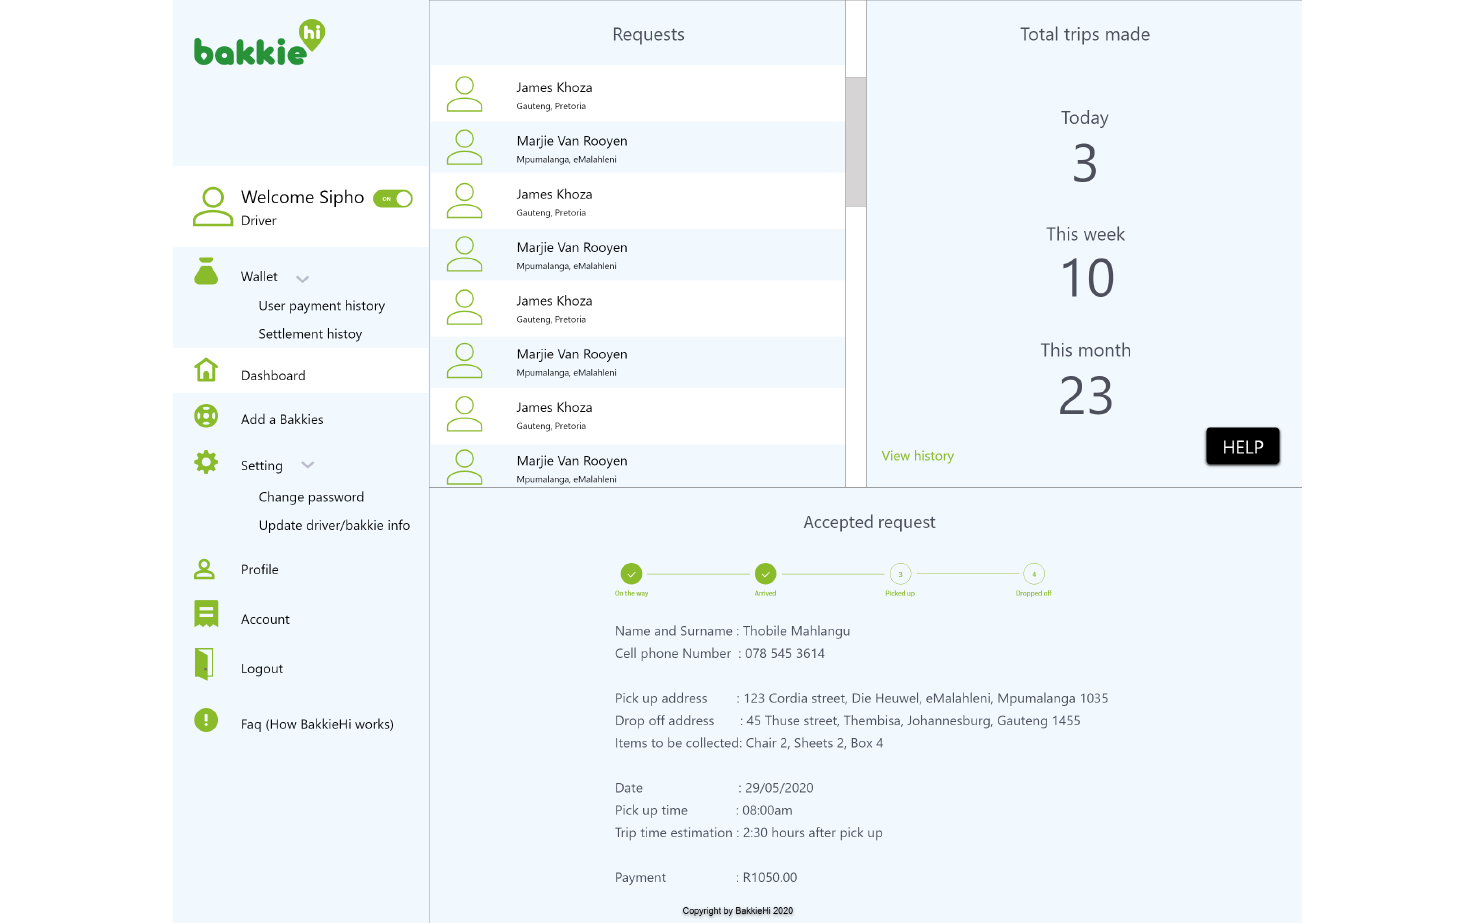 bakkie hi
Welcome Sipho ON
Driver
Wallet
User payment history
Settlement histoy
Dashboard
Add a Bakkies
Setting
Change password
Update driver/bakkie info
Profile
Account
Logout
Faq (How BakkieHi works)
Requests
James Khoza
Gauteng, Pretoria
Marjie Van Rooyen
Mpumalanga, eMalahleni
James Khoza
Gauteng, Pretoria
Marjie Van Rooyen
Mpumalanga, eMalahleni
James Khoza
Gauteng, Pretoria
Marjie Van Rooyen
Mpumalanga, eMalahleni
James Khoza
Gauteng, Pretoria
Marjie Van Rooyen
Mpumalanga, eMalahleni
Total trips made
Today
3
This week
10
This month
23
View history
HELP
Accepted request
3 4
On the way Arrived Picked up Dropped off
Name and Surname : Thobile Mahlangu
Cell phone Number : 078 545 3614
Pick up address : 123 Cordia street, Die Heuwel, eMalahleni, Mpumalanga 1035
Drop off address : 45 Thuse street, Thembisa, Johannesburg, Gauteng 1455
Items to be collected: Chair 2, Sheets 2, Box 4
Date : 29/05/2020
Pick up time : 08:00am
Trip time estimation : 2:30 hours after pick up
Payment : R1050.00
Copyright by BakkieHi 2020